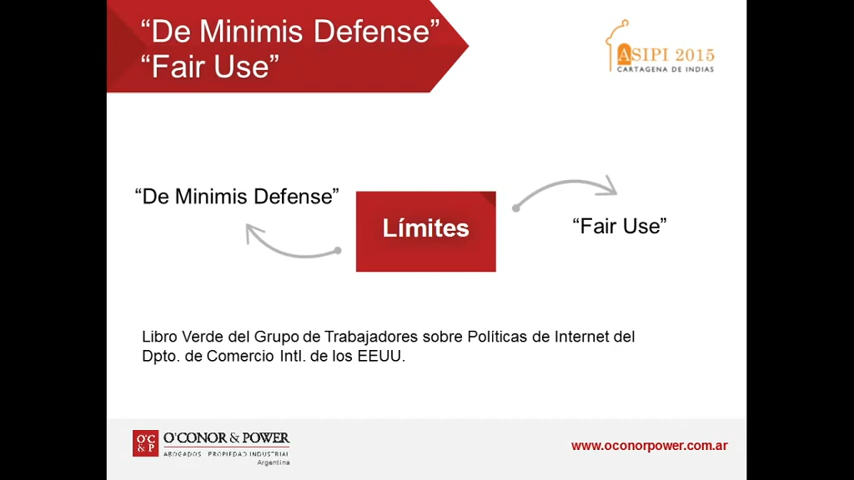 “De Minimis Defense”
“Fair Use”
ASIPI 2015
CARTAGENA DE INDIAS
“De Minimis Defense”
Límites
“Fair Use”
Libro Verde del Grupo de Trabajadores sobre Políticas de Internet del
Dpto. de Comercio Intl. de los EEUU.
O'C
& P
O'CONOR & POWER
ABOGADOS · PROPIEDAD INDUSTRIAL
Argentina
www.oconorpower.com.ar